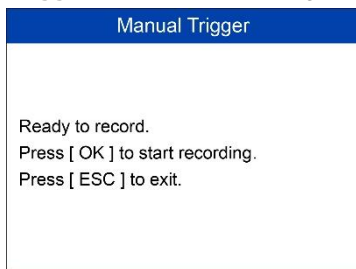 Manual Trigger
Ready to record.
Press [ OK ] to start recording.
Press [ ESC ] to exit.